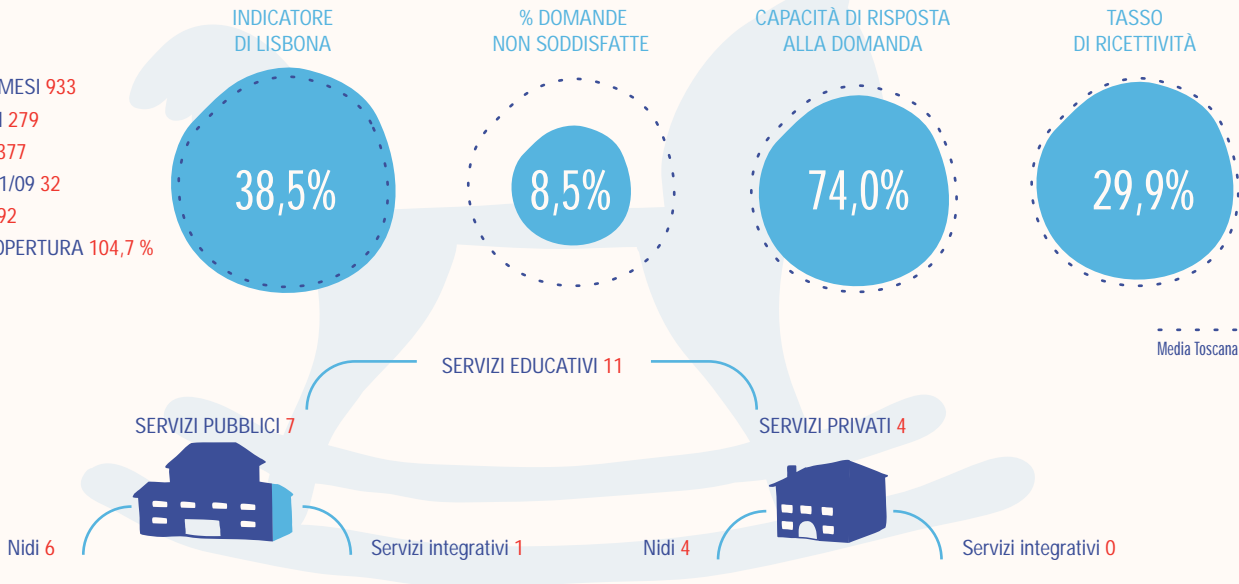 INDICATORE
DI LISBONA
% DOMANDE
NON SODDISFATTE
CAPACITÀ DI RISPOSTA
ALLA DOMANDA
TASSO
DI RICETTIVITÀ
MESI 933
279
377
1/09 32
92
OPERTURA 104,7 %
38,5%
8,5%
74,0%
29,9%
Media Toscana
SERVIZI EDUCATIVI 11
SERVIZI PUBBLICI 7
SERVIZI PRIVATI 4
Nidi 6
Servizi integrativi 1
Nidi 4
Servizi integrativi 0